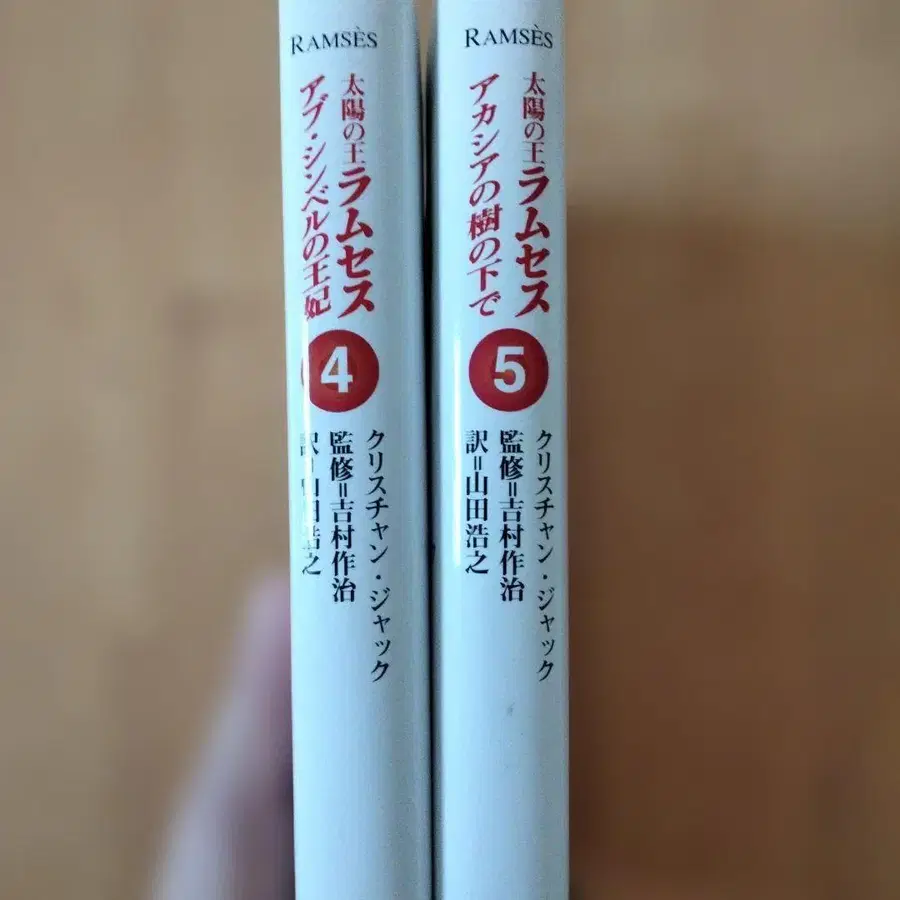 RAMSÈS
太陽の王ラムセス
アブ・シンベルの王妃
4
クリスチャン・ジャック
監修=吉村作治
訳=山田浩之
RAMSÈS
太陽の王ラムセス
アカシアの樹の下で
5
クリスチャン・ジャック
監修=吉村作治
訳=山田浩之